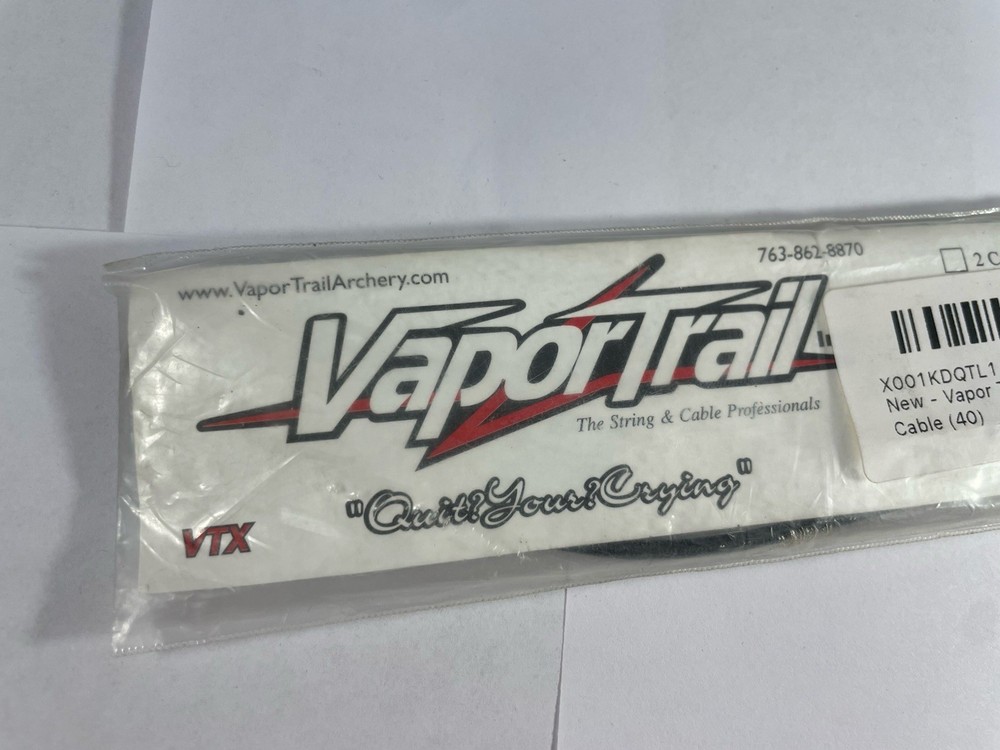 www.VaporTrailArchery.com
763-862-8870
2 C
VaporTrail
The String & Cable Professionals
"Quit?Your?Crying"
VTX
X001KDQTL1
New - Vapor
Cable (40)